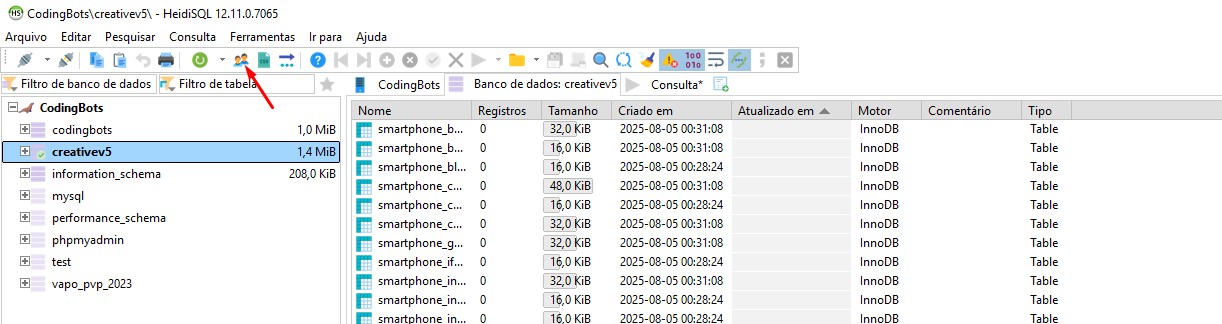 CodingBots\creativev5\ - HeidiSQL 12.11.0.7065
Arquivo Editar Pesquisar Consulta Ferramentas Ir para Ajuda
Filtro de banco de dados Filtro de tabela CodingBots Banco de dados: creativev5 Consulta*
CodingBots
codingbots 1,0 MiB
creativev5 1,4 MiB
information_schema 208,0 KiB
mysql
performance_schema
phpmyadmin
test
vapo_pvp_2023
Nome Registros Tamanho Criado em Atualizado em Motor Comentário Tipo
smartphone_b... 0 32,0 KiB 2025-08-05 00:31:08 InnoDB Table
smartphone_b... 0 16,0 KiB 2025-08-05 00:31:08 InnoDB Table
smartphone_bl... 0 16,0 KiB 2025-08-05 00:28:24 InnoDB Table
smartphone_c... 0 48,0 KiB 2025-08-05 00:31:08 InnoDB Table
smartphone_c... 0 16,0 KiB 2025-08-05 00:28:24 InnoDB Table
smartphone_c... 0 32,0 KiB 2025-08-05 00:31:08 InnoDB Table
smartphone_g... 0 32,0 KiB 2025-08-05 00:31:08 InnoDB Table
smartphone_if... 0 16,0 KiB 2025-08-05 00:28:24 InnoDB Table
smartphone_in... 0 32,0 KiB 2025-08-05 00:31:08 InnoDB Table
smartphone_in... 0 16,0 KiB 2025-08-05 00:28:24 InnoDB Table
smartphone_in... 0 16,0 KiB 2025-08-05 00:28:24 InnoDB Table